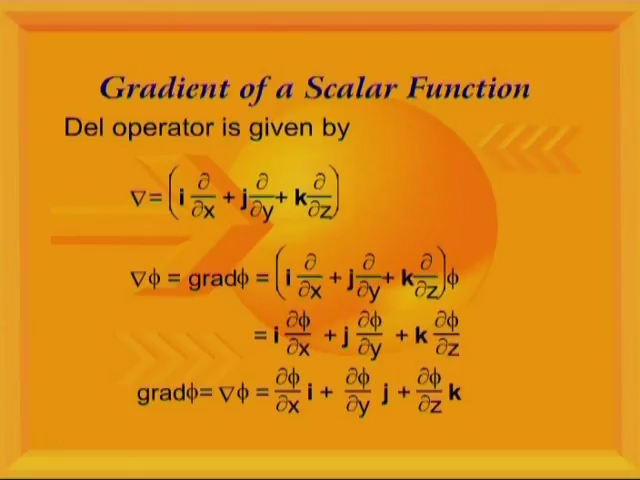 Gradient of a Scalar Function
Del operator is given by
∇= (i ∂/∂x + j ∂/∂y + k ∂/∂z)
∇ϕ = gradϕ = (i ∂/∂x + j ∂/∂y + k ∂/∂z)ϕ
= i ∂ϕ/∂x + j ∂ϕ/∂y + k ∂ϕ/∂z
gradϕ= ∇ϕ = ∂ϕ/∂x i + ∂ϕ/∂y j + ∂ϕ/∂z k